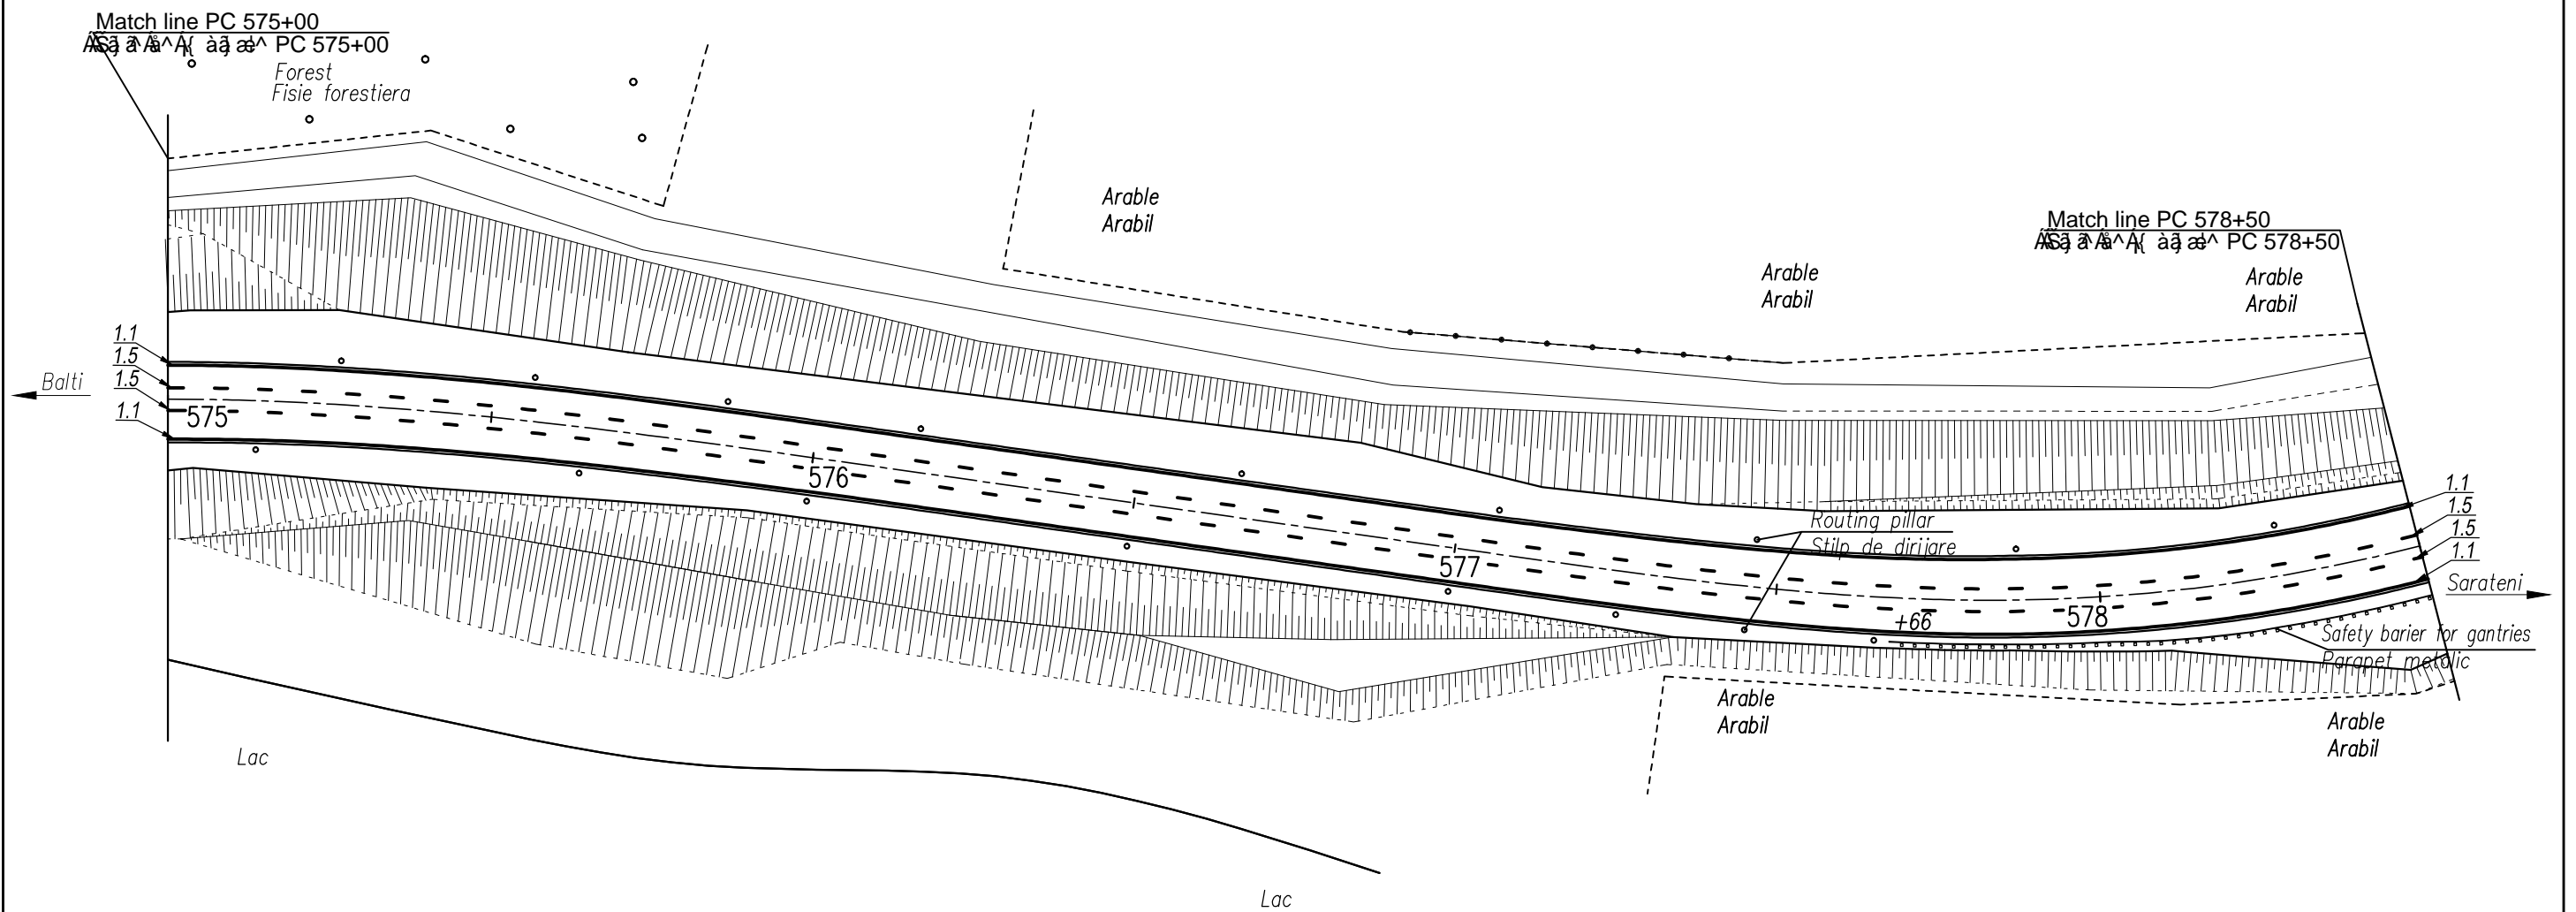 Match line PC 575+00
PC 575+00
Forest
Fisie forestiera
Arable
Arabil
Match line PC 578+50
PC 578+50
Arable
Arabil
Arable
Arabil
1.1
1.5
1.5
1.1
Balti
575
576
577
+66
578
Routing pillar
Stilp de dirijare
1.1
1.5
1.5
1.1
Sarateni
Safety barier for gantries
Parapet metalic
Arable
Arabil
Arable
Arabil
Lac
Lac